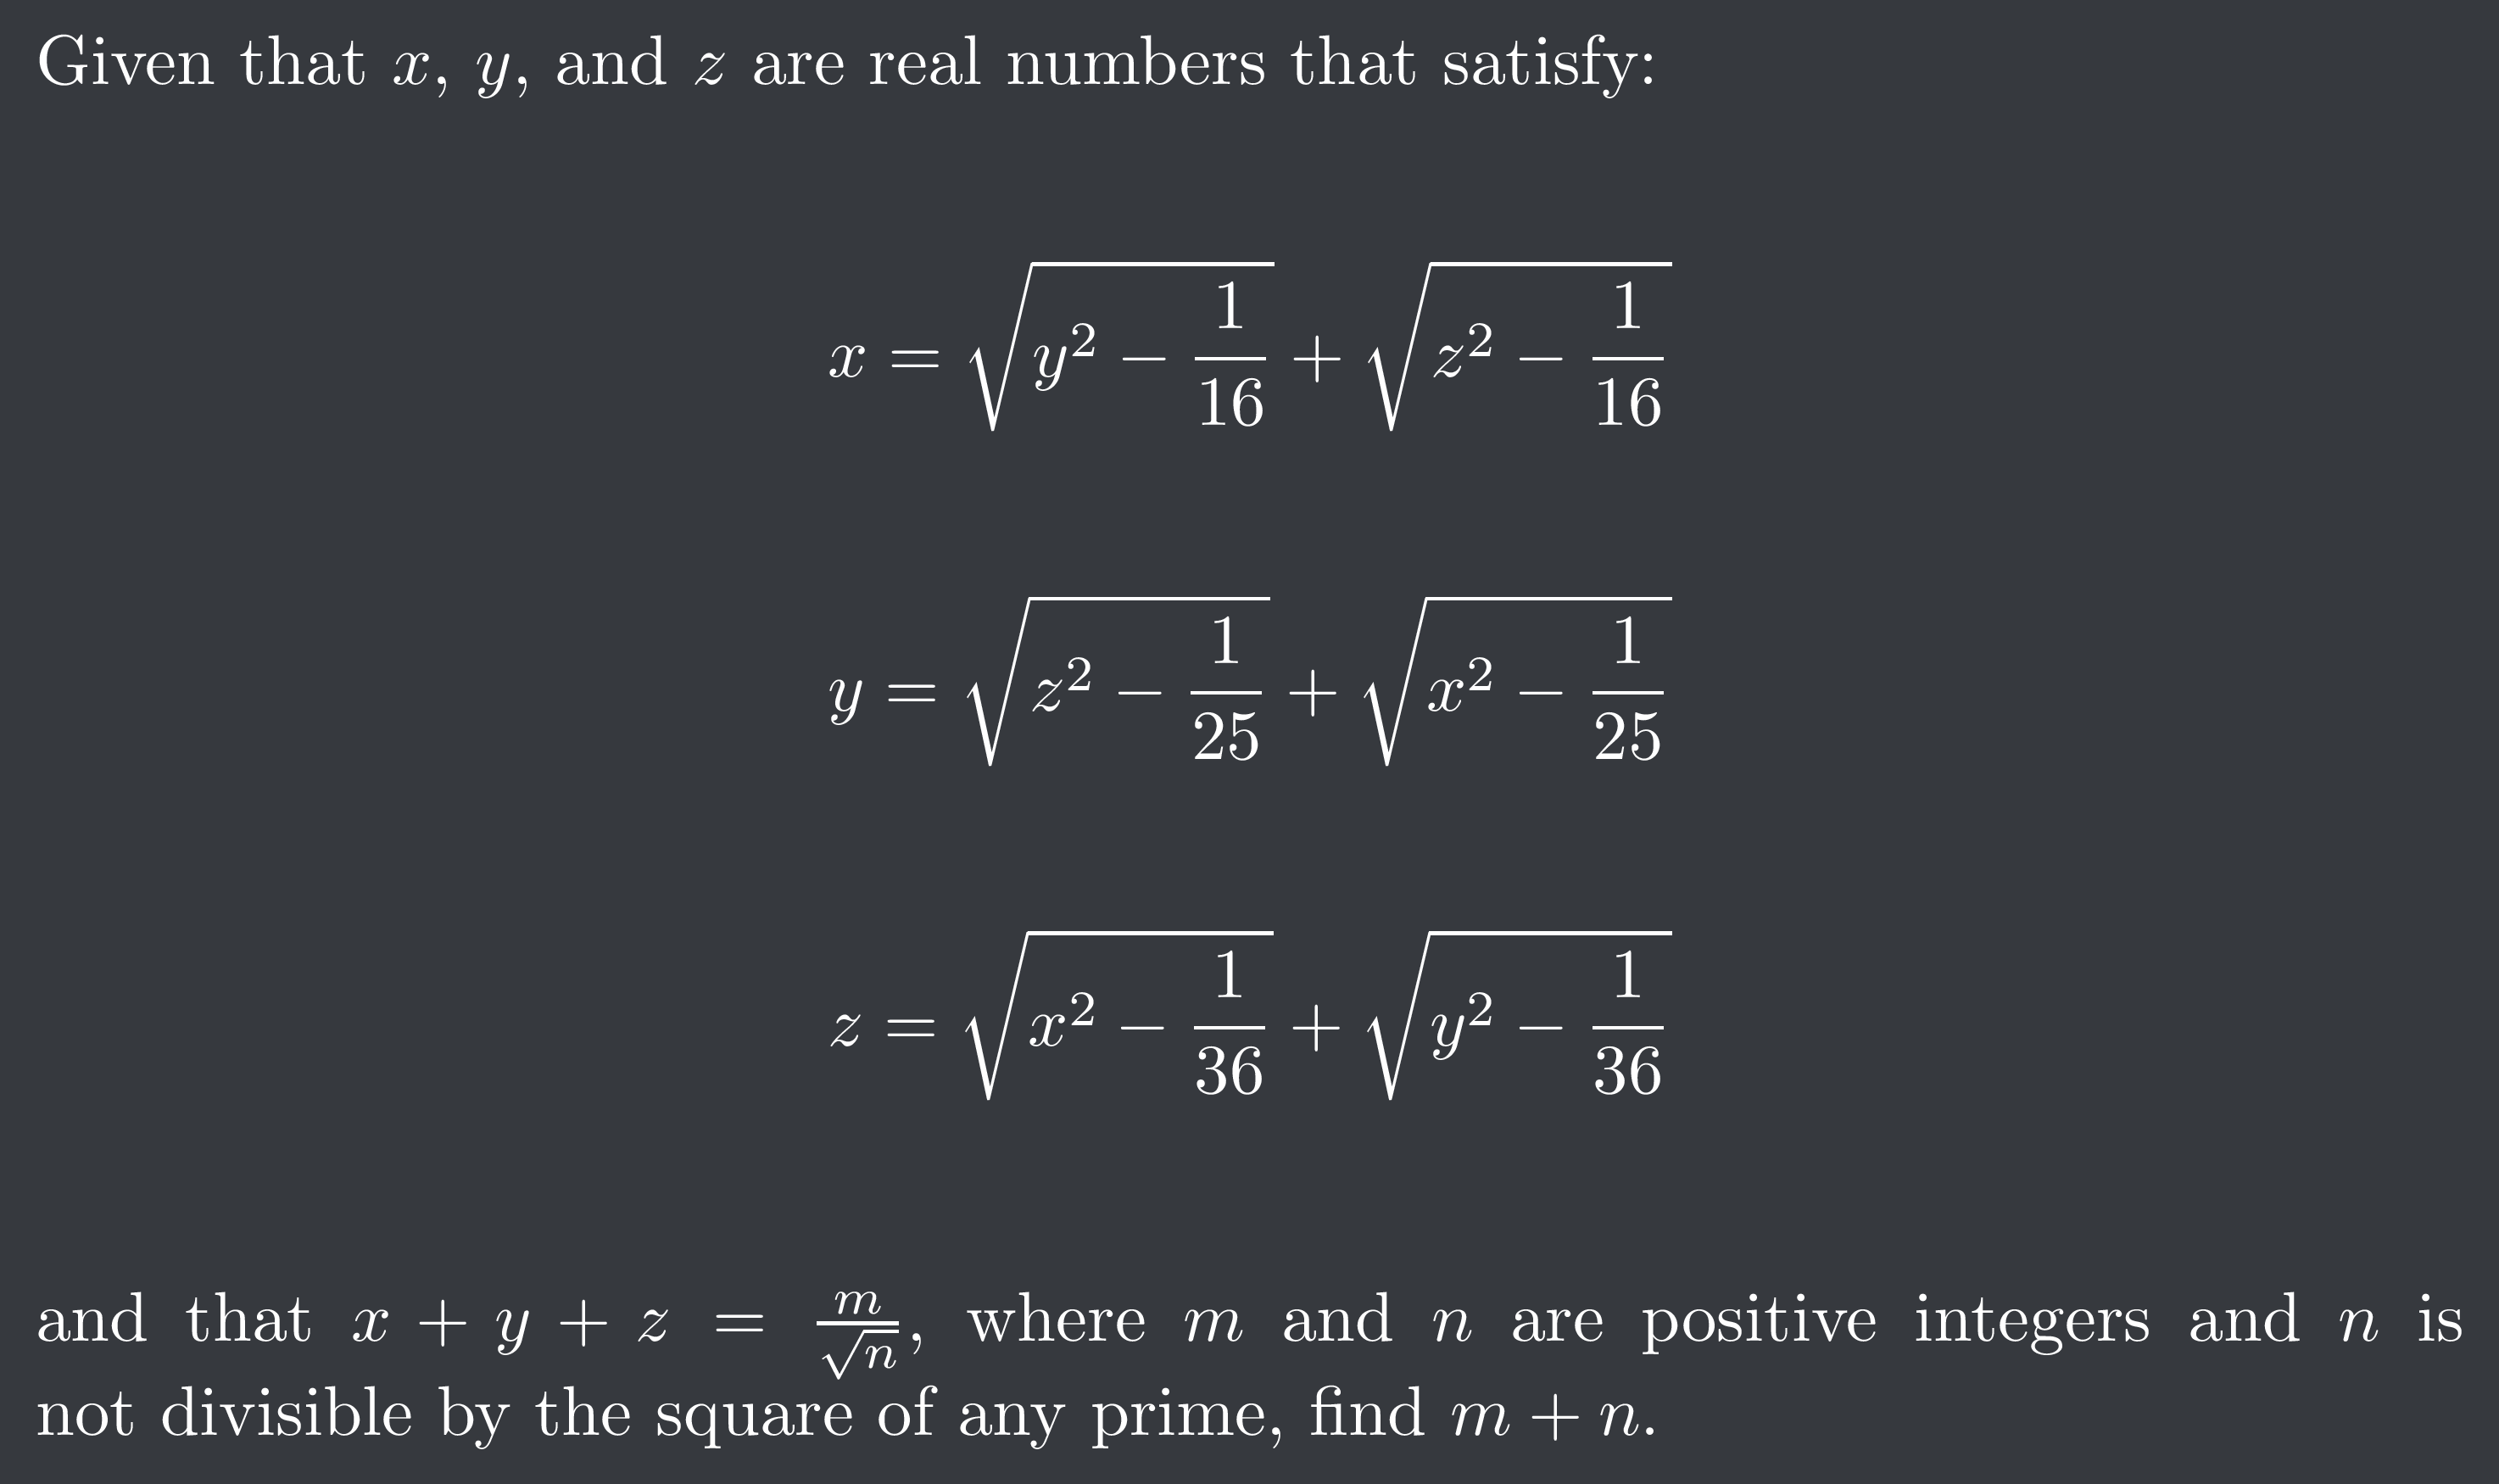 Given that x, y, and z are real numbers that satisfy:
x = √(y² − 1/16) + √(z² − 1/16)
y = √(z² − 1/25) + √(x² − 1/25)
z = √(x² − 1/36) + √(y² − 1/36)
and that x + y + z = m/√n, where m and n are positive integers and n is
not divisible by the square of any prime, find m + n.